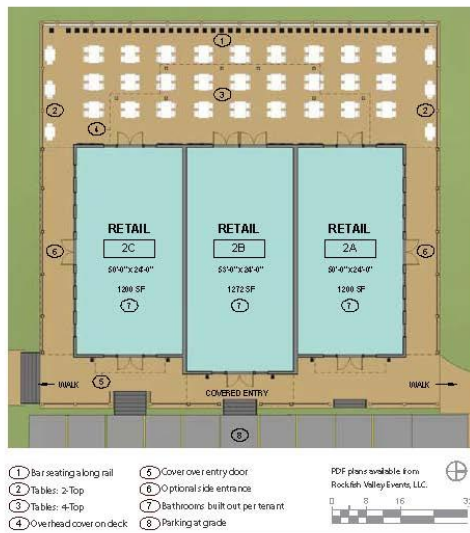 1
2
3
2
4
RETAIL
2C
50'-0"x 24'-0"
1200 SF
7
RETAIL
2B
53'-0"x 24'-0"
1272 SF
7
RETAIL
2A
50'-0"x 24'-0"
1200 SF
7
6
6
5
WALK
COVERED ENTRY
WALK
8
1 Bar seating along rail
2 Tables: 2-Top
3 Tables: 4-Top
4 Overhead cover on deck
5 Cover over entry door
6 Optional side entrance
7 Bathrooms built out per tenant
8 Parking at grade
PDF plans available from
Rockfish Valley Events, LLC.
0 8 16